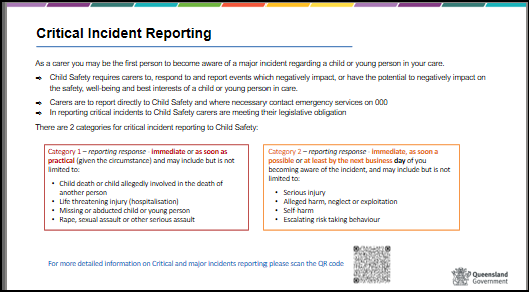 Critical Incident Reporting
As a carer you may be the first person to become aware of a major incident regarding a child or young person in your care.
⇒ Child Safety requires carers to, respond to and report events which negatively impact, or have the potential to negatively impact on
the safety, well-being and best interests of a child or young person in care.
⇒ Carers are to report directly to Child Safety and where necessary contact emergency services on 000
⇒ In reporting critical incidents to Child Safety carers are meeting their legislative obligation
There are 2 categories for critical incident reporting to Child Safety:
Category 1 – reporting response - immediate or as soon as
practical (given the circumstance) and may include but is not
limited to:
• Child death or child allegedly involved in the death of
another person
• Life threatening injury (hospitalisation)
• Missing or abducted child or young person
• Rape, sexual assault or other serious assault
Category 2 – reporting response - immediate, as soon a
possible or at least by the next business day of you
becoming aware of the incident, and may include but is not
limited to:
• Serious injury
• Alleged harm, neglect or exploitation
• Self-harm
• Escalating risk taking behaviour
For more detailed information on Critical and major incidents reporting please scan the QR code
Queensland
Government